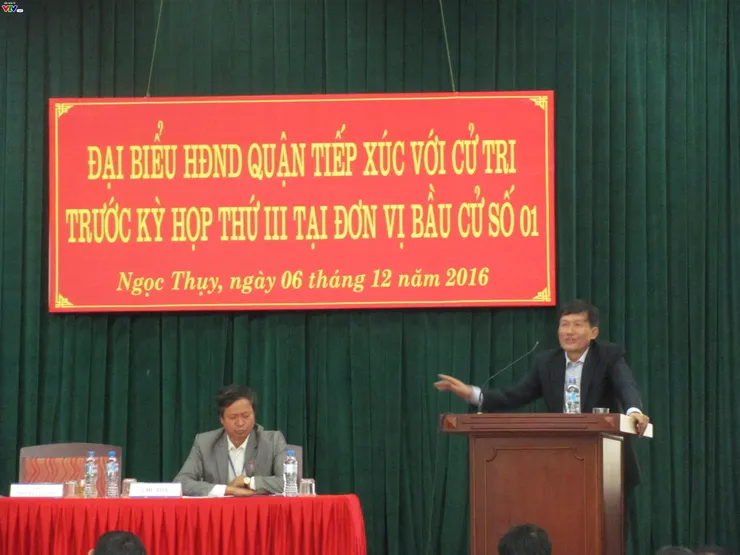 VTV
ĐẠI BIỂU HĐND QUẬN TIẾP XÚC VỚI CỬ TRI
TRƯỚC KỲ HỌP THỨ III TẠI ĐƠN VỊ BẦU CỬ SỐ 01
Ngọc Thụy, ngày 06 tháng 12 năm 2016